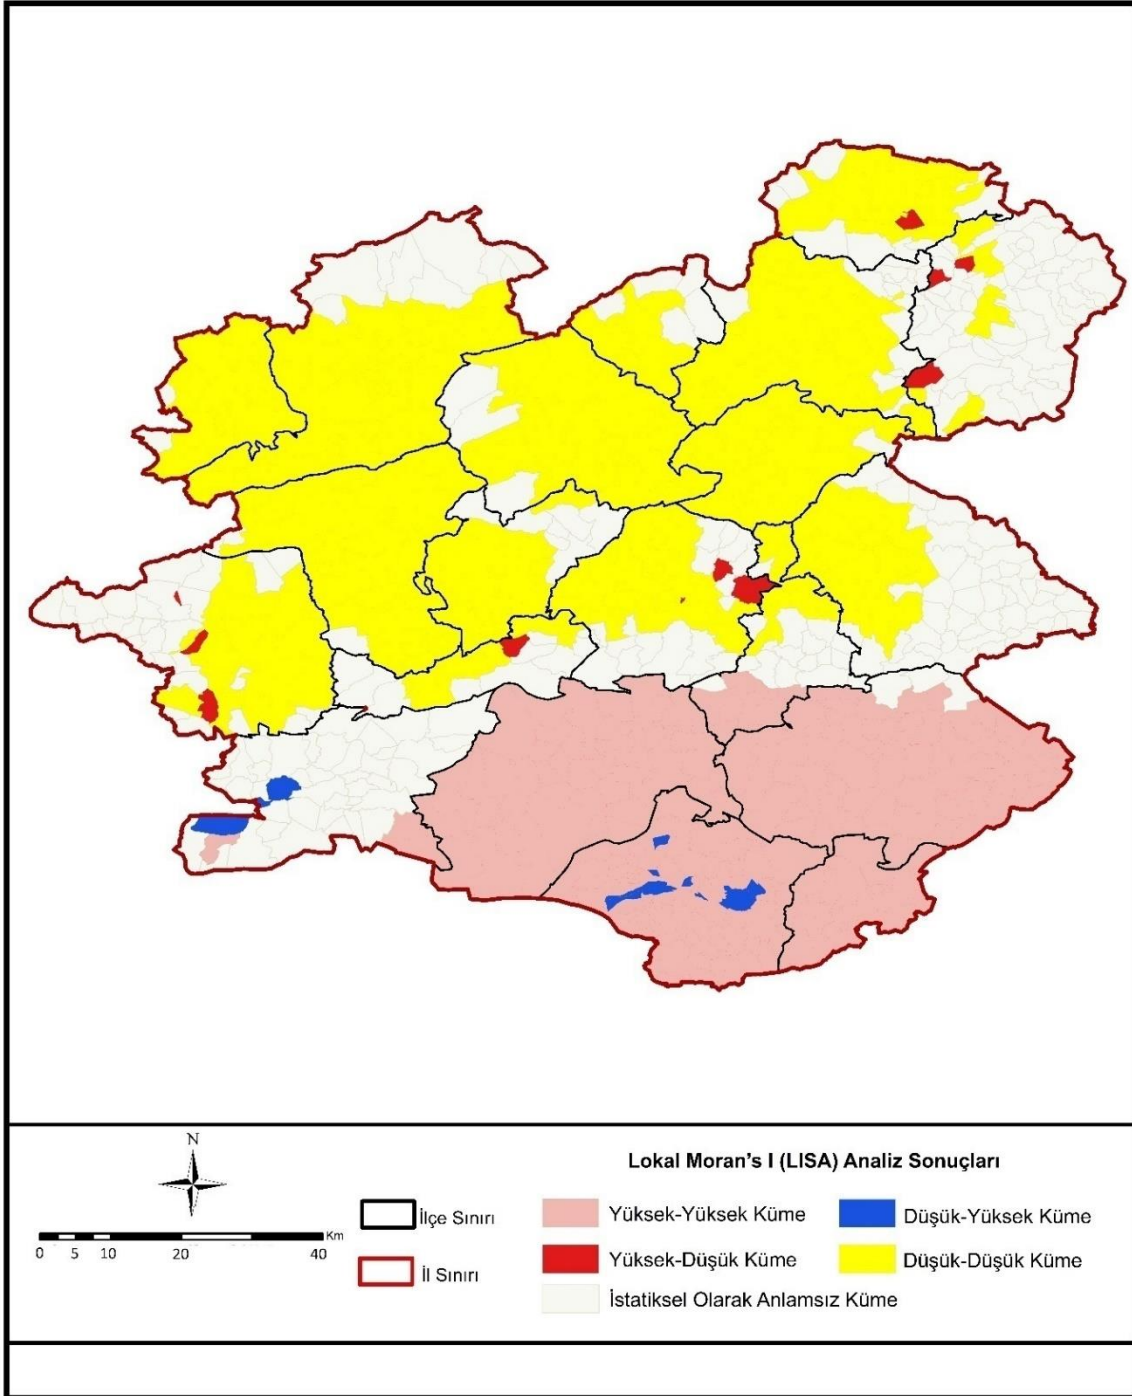 N
Km
0 5 10 20 40
İlçe Sınırı
İl Sınırı
Lokal Moran's I (LISA) Analiz Sonuçları
Yüksek-Yüksek Küme
Düşük-Yüksek Küme
Yüksek-Düşük Küme
Düşük-Düşük Küme
İstatiksel Olarak Anlamsız Küme